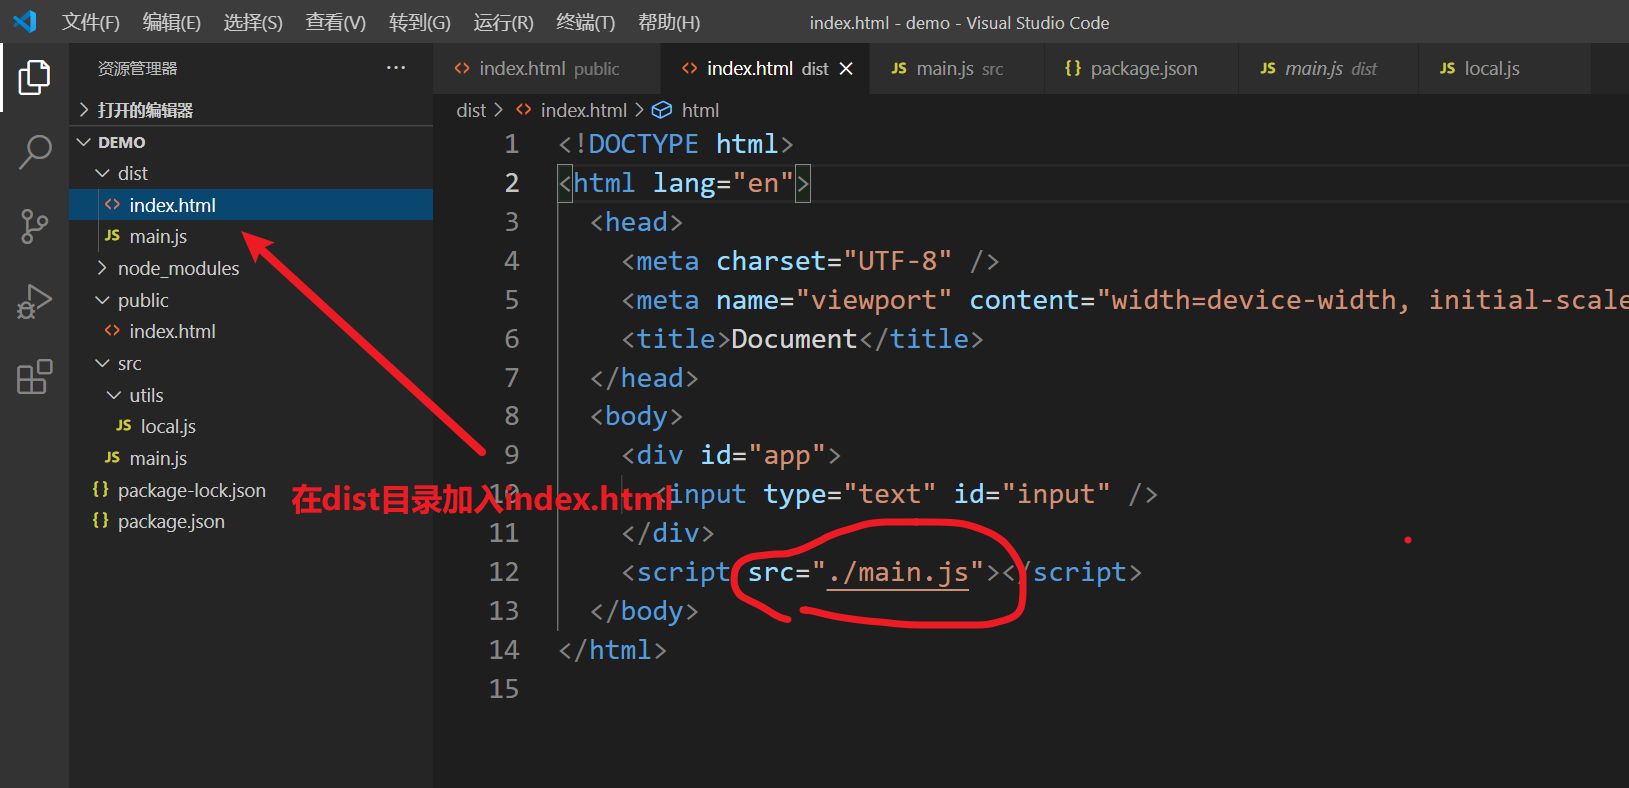 文件(F) 编辑(E) 选择(S) 查看(V) 转到(G) 运行(R) 终端(T) 帮助(H) index.html - demo - Visual Studio Code
资源管理器 ···
打开的编辑器
DEMO
dist
index.html
JS main.js
node_modules
public
index.html
src
utils
JS local.js
JS main.js
{} package-lock.json
{} package.json
<> index.html public <> index.html dist × JS main.js src {} package.json JS main.js dist JS local.js
dist > <> index.html > html
1 <!DOCTYPE html>
2 <html lang="en">
3 <head>
4 <meta charset="UTF-8" />
5 <meta name="viewport" content="width=device-width, initial-scale
6 <title>Document</title>
7 </head>
8 <body>
9 <div id="app">
10 <input type="text" id="input" />
11 </div>
12 <script src="./main.js"></script>
13 </body>
14 </html>
15
在dist目录加入index.html